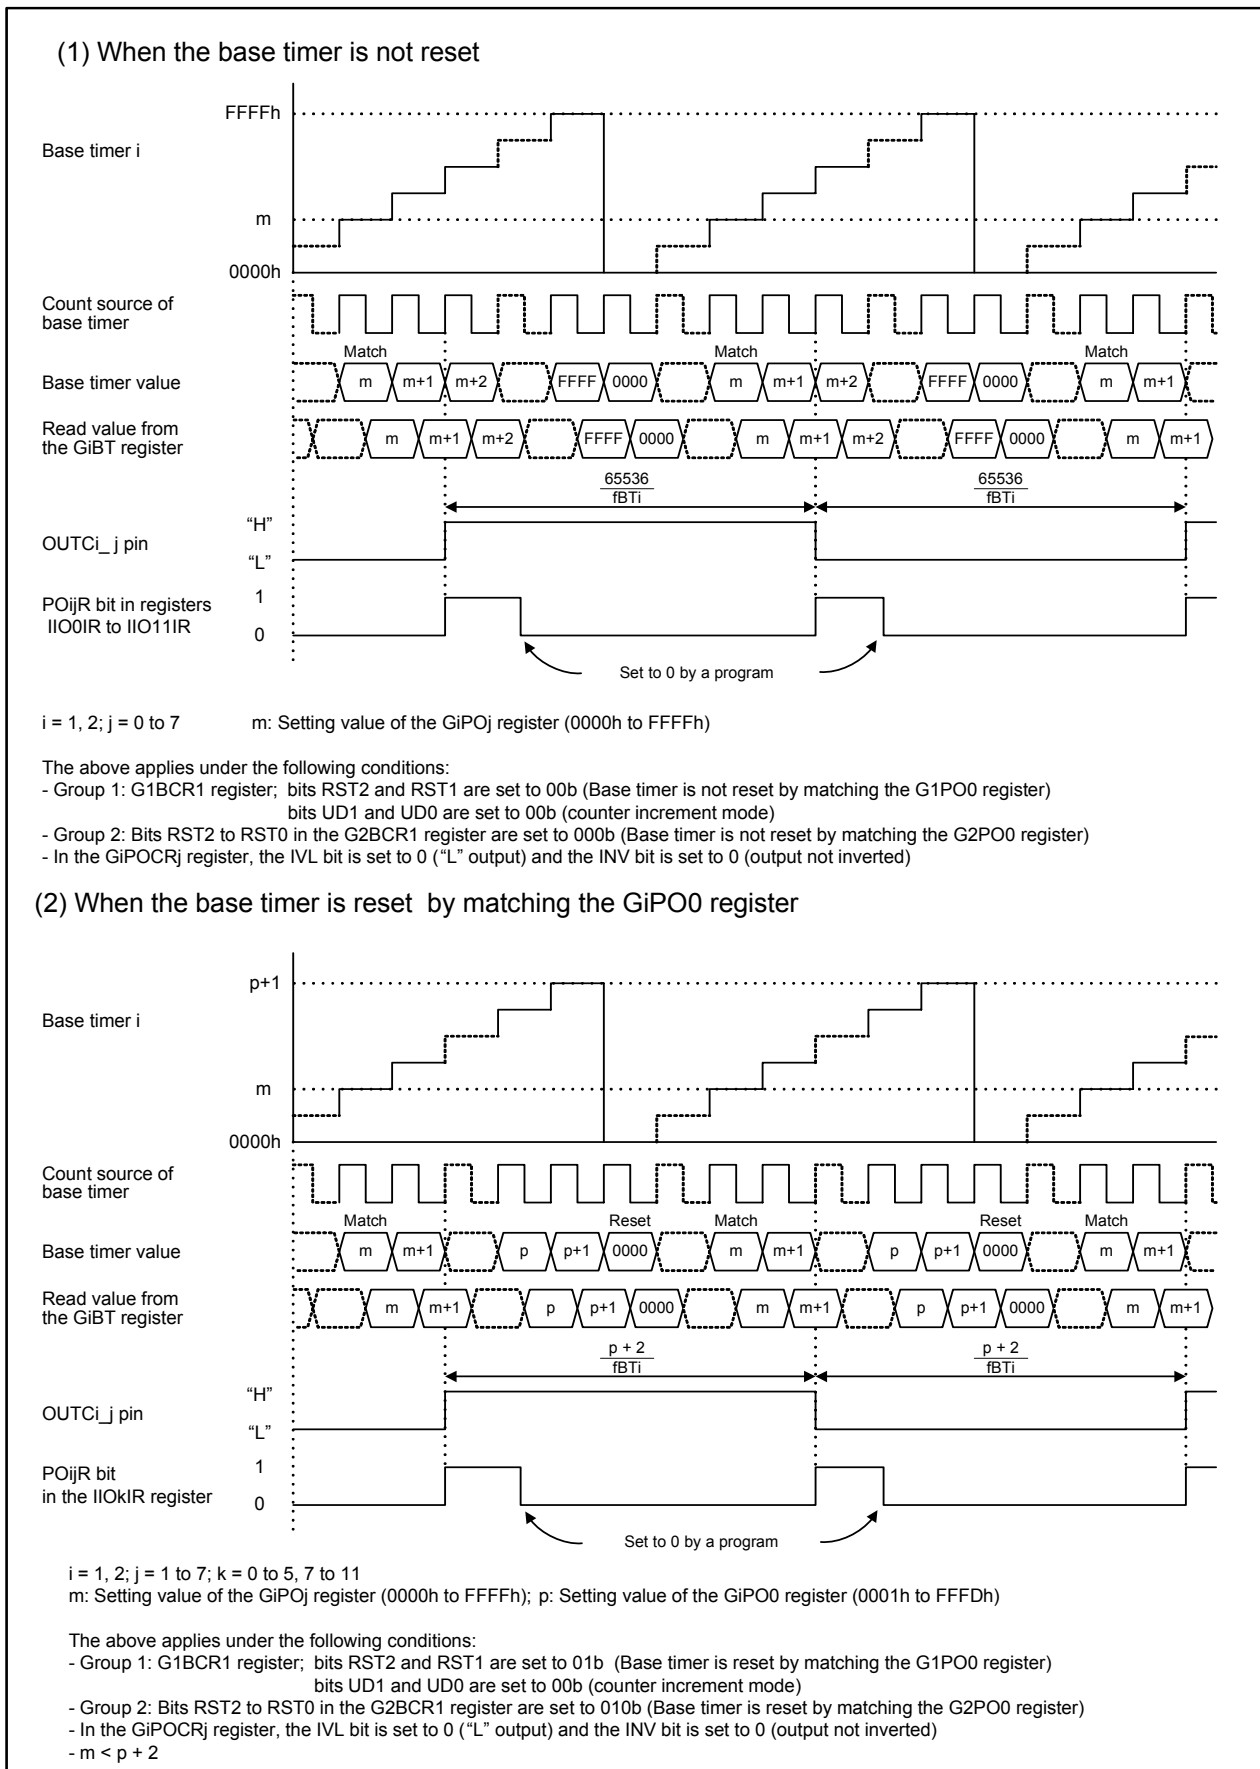 (1) When the base timer is not reset
FFFFh
Base timer i
m
0000h
Count source of
base timer
Match Match Match
Base timer value m m+1 m+2 FFFF 0000 m m+1 m+2 FFFF 0000 m m+1
Read value from
the GiBT register m m+1 m+2 FFFF 0000 m m+1 m+2 FFFF 0000 m m+1
65536 65536
fBTi fBTi
“H”
OUTCi_ j pin
“L”
POijR bit in registers 1
IIO0IR to IIO11IR 0
Set to 0 by a program
i = 1, 2; j = 0 to 7 m: Setting value of the GiPOj register (0000h to FFFFh)
The above applies under the following conditions:
- Group 1: G1BCR1 register; bits RST2 and RST1 are set to 00b (Base timer is not reset by matching the G1PO0 register)
bits UD1 and UD0 are set to 00b (counter increment mode)
- Group 2: Bits RST2 to RST0 in the G2BCR1 register are set to 000b (Base timer is not reset by matching the G2PO0 register)
- In the GiPOCRj register, the IVL bit is set to 0 (“L” output) and the INV bit is set to 0 (output not inverted)
(2) When the base timer is reset by matching the GiPO0 register
p+1
Base timer i
m
0000h
Count source of
base timer
Match Reset Match Reset Match
Base timer value m m+1 p p+1 0000 m m+1 p p+1 0000 m m+1
Read value from
the GiBT register m m+1 p p+1 0000 m m+1 p p+1 0000 m m+1
p + 2 p + 2
fBTi fBTi
“H”
OUTCi_j pin
“L”
POijR bit 1
in the IIOkIR register 0
Set to 0 by a program
i = 1, 2; j = 1 to 7; k = 0 to 5, 7 to 11
m: Setting value of the GiPOj register (0000h to FFFFh); p: Setting value of the GiPO0 register (0001h to FFFDh)
The above applies under the following conditions:
- Group 1: G1BCR1 register; bits RST2 and RST1 are set to 01b (Base timer is reset by matching the G1PO0 register)
bits UD1 and UD0 are set to 00b (counter increment mode)
- Group 2: Bits RST2 to RST0 in the G2BCR1 register are set to 010b (Base timer is reset by matching the G2PO0 register)
- In the GiPOCRj register, the IVL bit is set to 0 (“L” output) and the INV bit is set to 0 (output not inverted)
- m < p + 2